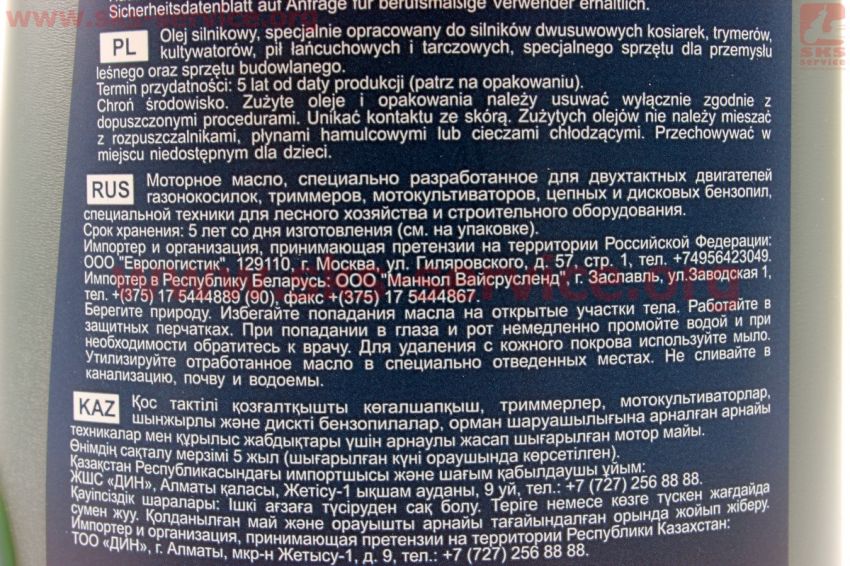 www.sks-service.org
SKS
service
Sicherheitsdatenblatt auf Anfrage für berufsmäßige Verwender erhältlich.
PL Olej silnikowy, specjalnie opracowany do silników dwusuwowych kosiarek, trymerów,
kultywatorów, pił łańcuchowych i tarczowych, specjalnego sprzętu dla przemysłu
leśnego oraz sprzętu budowlanego.
Termin przydatności: 5 lat od daty produkcji (patrz na opakowaniu).
Chroń środowisko. Zużyte oleje i opakowania należy usuwać wyłącznie zgodnie z
dopuszczonymi procedurami. Unikać kontaktu ze skórą. Zużytych olejów nie należy mieszać
z rozpuszczalnikami, płynami hamulcowymi lub cieczami chłodzącymi. Przechowywać w
miejscu niedostępnym dla dzieci.
RUS Моторное масло, специально разработанное для двухтактных двигателей
газонокосилок, триммеров, мотокультиваторов, цепных и дисковых бензопил,
специальной техники для лесного хозяйства и строительного оборудования.
Срок хранения: 5 лет со дня изготовления (см. на упаковке).
Импортер и организация, принимающая претензии на территории Российской Федерации:
ООО "Еврологистик", 129110, г. Москва, ул. Гиляровского, д. 57, стр. 1, тел. +74956423049.
Импортер в Республику Беларусь: ООО "Маннол Вайсрусленд", г. Заславль, ул.Заводская 1,
тел. +(375) 17 5444889 (90), факс +(375) 17 5444867.
Берегите природу. Избегайте попадания масла на открытые участки тела. Работайте в
защитных перчатках. При попадании в глаза и рот немедленно промойте водой и при
необходимости обратитесь к врачу. Для удаления с кожного покрова используйте мыло.
Утилизируйте отработанное масло в специально отведенных местах. Не сливайте в
канализацию, почву и водоемы.
KAZ Қос тактілі қозғалтқышты көгалшапқыш, триммерлер, мотокультиваторлар,
шынжырлы және дискті бензопилалар, орман шаруашылығына арналған арнайы
техникалар мен құрылыс жабдықтары үшін арнаулы жасап шығарылған мотор майы.
Өнімдің сақталу мерзімі 5 жыл (шығарылған күні орауышында көрсетілген).
Қазақстан Республикасындағы импортшысы және шағым қабылдаушы ұйым:
ЖШС «ДИН», Алматы қаласы, Жетісу-1 ықшам ауданы, 9 уй, тел.: +7 (727) 256 88 88.
Қауіпсіздік шаралары: Ішкі ағзаға түсіруден сақ болу. Теріге немесе көзге түскен жағдайда
сумен жуу. Қолданылған май және орауышты арнайы тағайындалған орында жойып жіберу.
Импортер и организация, принимающая претензии на территории Республики Казахстан:
ТОО «ДИН», г. Алматы, мкр-н Жетысу-1, д. 9, тел.: +7 (727) 256 88 88.